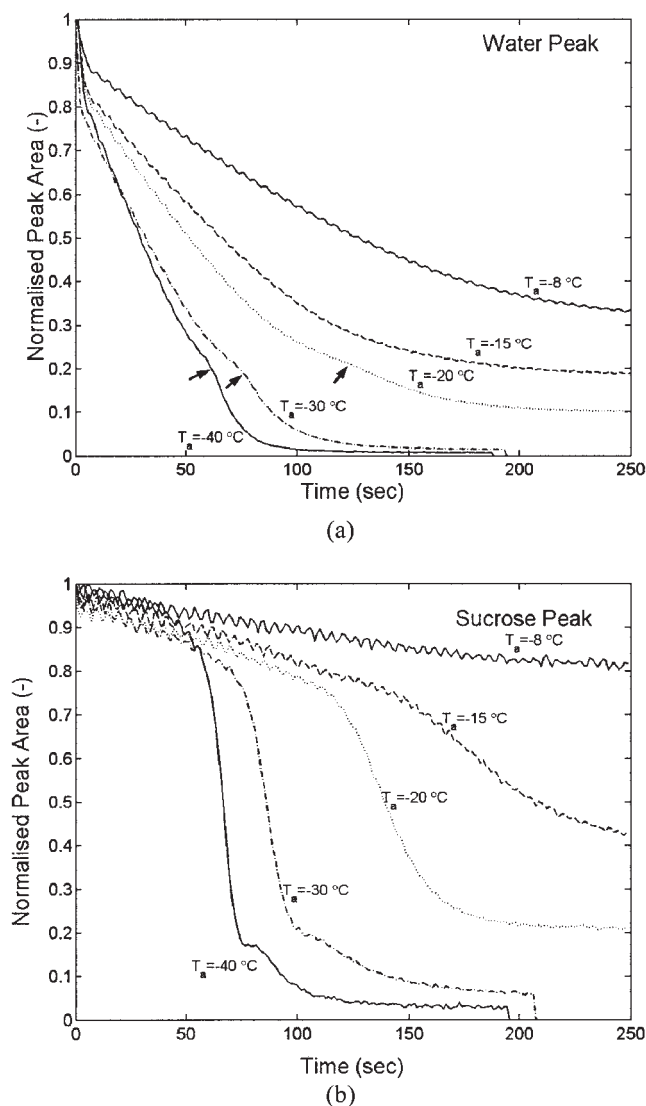 Water Peak
1
0.9
0.8
0.7
0.6
0.5
0.4
0.3
0.2
0.1
0
Normalised Peak Area (-)
Ta=-8 °C
Ta=-15 °C
Ta=-20 °C
Ta=-30 °C
Ta=-40 °C
0 50 100 150 200 250
Time (sec)
(a)
Sucrose Peak
1
0.9
0.8
0.7
0.6
0.5
0.4
0.3
0.2
0.1
0
Normalised Peak Area (-)
Ta=-8 °C
Ta=-15 °C
Ta=-20 °C
Ta=-30 °C
Ta=-40 °C
0 50 100 150 200 250
Time (sec)
(b)